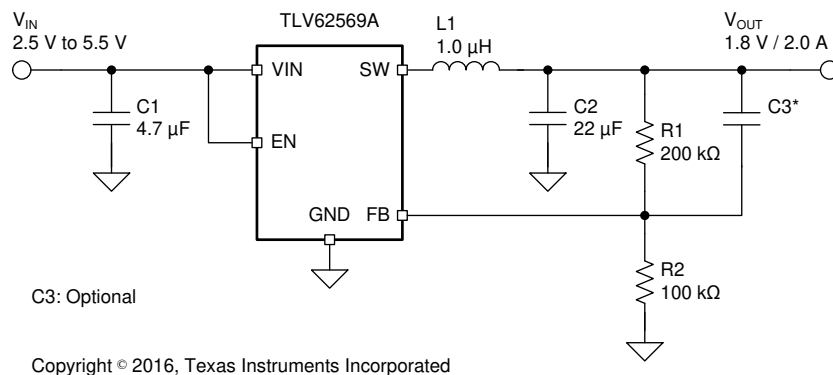 TLV62569A
V_IN
2.5 V to 5.5 V
L1
1.0 µH
V_OUT
1.8 V / 2.0 A
VIN
SW
C1
4.7 µF
C2
22 µF
R1
200 kΩ
C3*
EN
GND
FB
R2
100 kΩ
C3: Optional
Copyright © 2016, Texas Instruments Incorporated